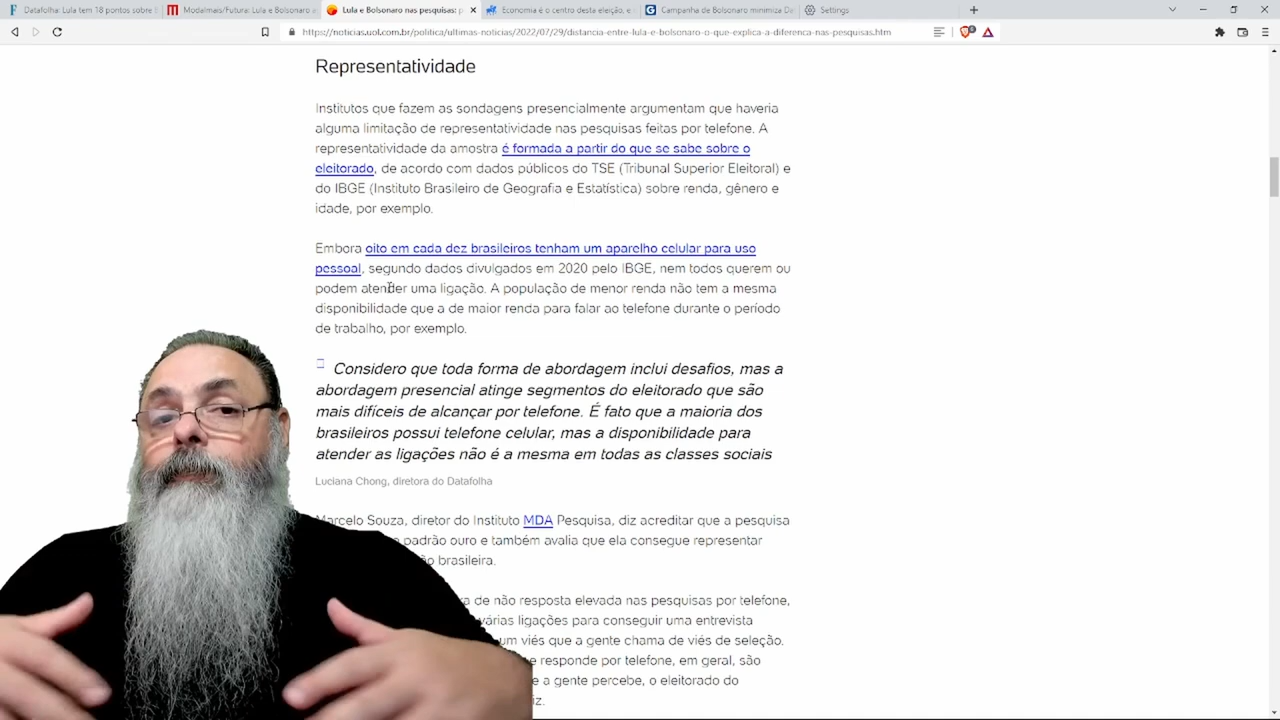 Datafolha: Lula tem 18 pontos sobre B
Modalmais/Futura: Lula e Bolsonaro e
Lula e Bolsonaro nas pesquisas: p
Economia é o centro desta eleição, e
Campanha de Bolsonaro minimiza Da
Settings
https://noticias.uol.com.br/politica/ultimas-noticias/2022/07/29/distancia-entre-lula-e-bolsonaro-o-que-explica-a-diferenca-nas-pesquisas.htm
Representatividade
Institutos que fazem as sondagens presencialmente argumentam que haveria
alguma limitação de representatividade nas pesquisas feitas por telefone. A
representatividade da amostra é formada a partir do que se sabe sobre o
eleitorado, de acordo com dados públicos do TSE (Tribunal Superior Eleitoral) e
do IBGE (Instituto Brasileiro de Geografia e Estatística) sobre renda, gênero e
idade, por exemplo.
Embora oito em cada dez brasileiros tenham um aparelho celular para uso
pessoal, segundo dados divulgados em 2020 pelo IBGE, nem todos querem ou
podem atender uma ligação. A população de menor renda não tem a mesma
disponibilidade que a de maior renda para falar ao telefone durante o período
de trabalho, por exemplo.
Considero que toda forma de abordagem inclui desafios, mas a
abordagem presencial atinge segmentos do eleitorado que são
mais difíceis de alcançar por telefone. É fato que a maioria dos
brasileiros possui telefone celular, mas a disponibilidade para
atender as ligações não é a mesma em todas as classes sociais
Luciana Chong, diretora do Datafolha
Marcelo Souza, diretor do Instituto MDA Pesquisa, diz acreditar que a pesquisa
padrão ouro e também avalia que ela consegue representar
brasileira.
de não resposta elevada nas pesquisas por telefone,
várias ligações para conseguir uma entrevista
um viés que a gente chama de viés de seleção.
e responde por telefone, em geral, são
e a gente percebe, o eleitorado do